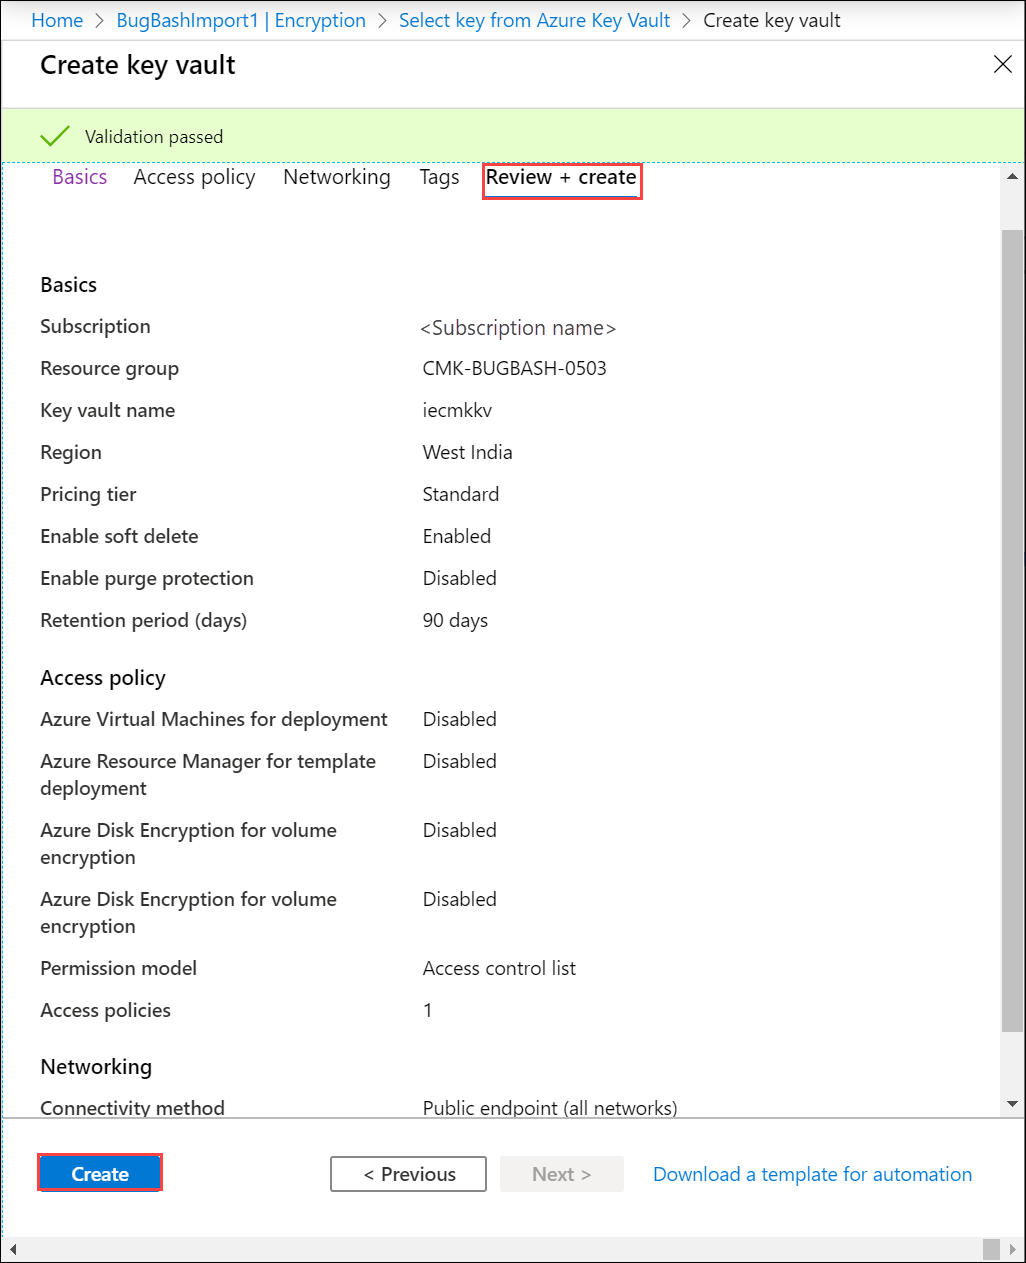 Home > BugBashImport1 | Encryption > Select key from Azure Key Vault > Create key vault
Create key vault
Validation passed
Basics Access policy Networking Tags Review + create
Basics
Subscription <Subscription name>
Resource group CMK-BUGBASH-0503
Key vault name iecmkkv
Region West India
Pricing tier Standard
Enable soft delete Enabled
Enable purge protection Disabled
Retention period (days) 90 days
Access policy
Azure Virtual Machines for deployment Disabled
Azure Resource Manager for template Disabled
deployment
Azure Disk Encryption for volume Disabled
encryption
Azure Disk Encryption for volume Disabled
encryption
Permission model Access control list
Access policies 1
Networking
Connectivity method Public endpoint (all networks)
Create < Previous Next > Download a template for automation